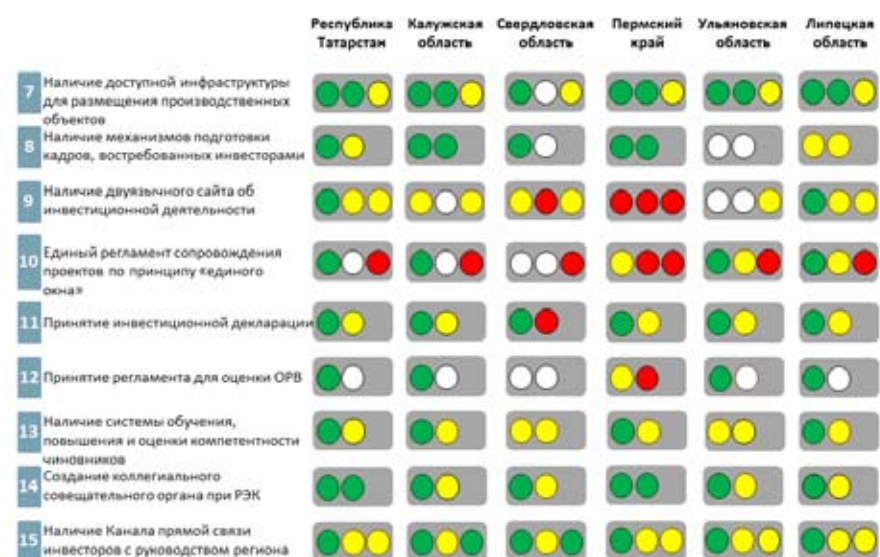 Республика Калужская Свердловская Пермский Ульяновская Липецкая
Татарстан область область край область область
7 Наличие доступной инфраструктуры
для размещения производственных
объектов
8 Наличие механизмов подготовки
кадров, востребованных инвесторами
9 Наличие двуязычного сайта об
инвестиционной деятельности
10 Единый регламент сопровождения
проектов по принципу «единого
окна»
11 Принятие инвестиционной декларации
12 Принятие регламента для оценки ОРВ
13 Наличие системы обучения,
повышения и оценки компетентности
чиновников
14 Создание коллегиального
совещательного органа при РЭК
15 Наличие Канала прямой связи
инвесторов с руководством региона